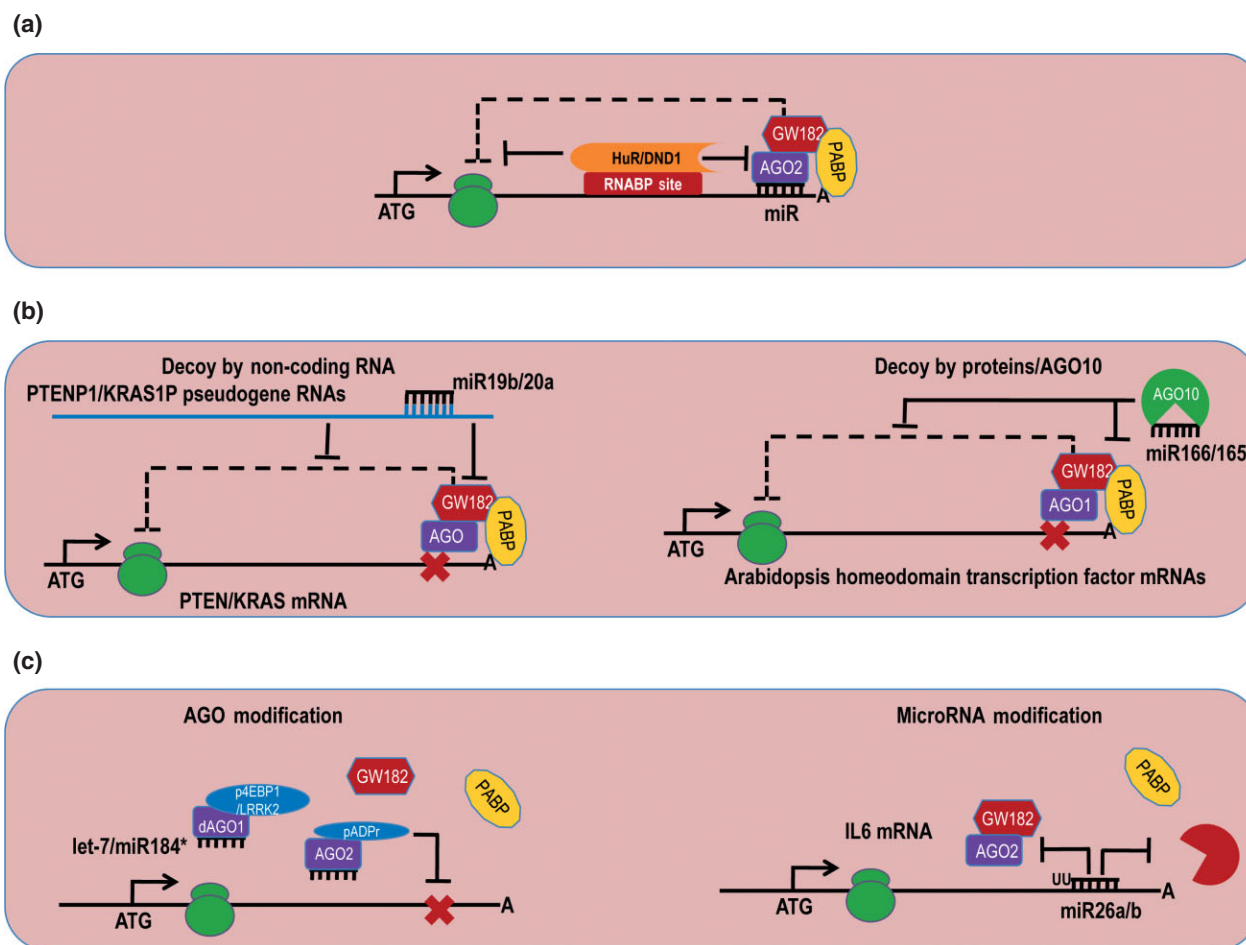 (a)
GW182
HuR/DND1
AGO2
PABP
RNABP site
ATG
miR
A
(b)
Decoy by non-coding RNA
PTENP1/KRAS1P pseudogene RNAs
miR19b/20a
GW182
AGO
PABP
ATG
A
PTEN/KRAS mRNA
Decoy by proteins/AGO10
AGO10
miR166/165
GW182
AGO1
PABP
ATG
A
Arabidopsis homeodomain transcription factor mRNAs
(c)
AGO modification
GW182
PABP
p4EBP1
/LRRK2
dAGO1
pADPr
let-7/miR184*
AGO2
ATG
A
MicroRNA modification
PABP
GW182
IL6 mRNA
AGO2
UU
ATG
miR26a/b
A